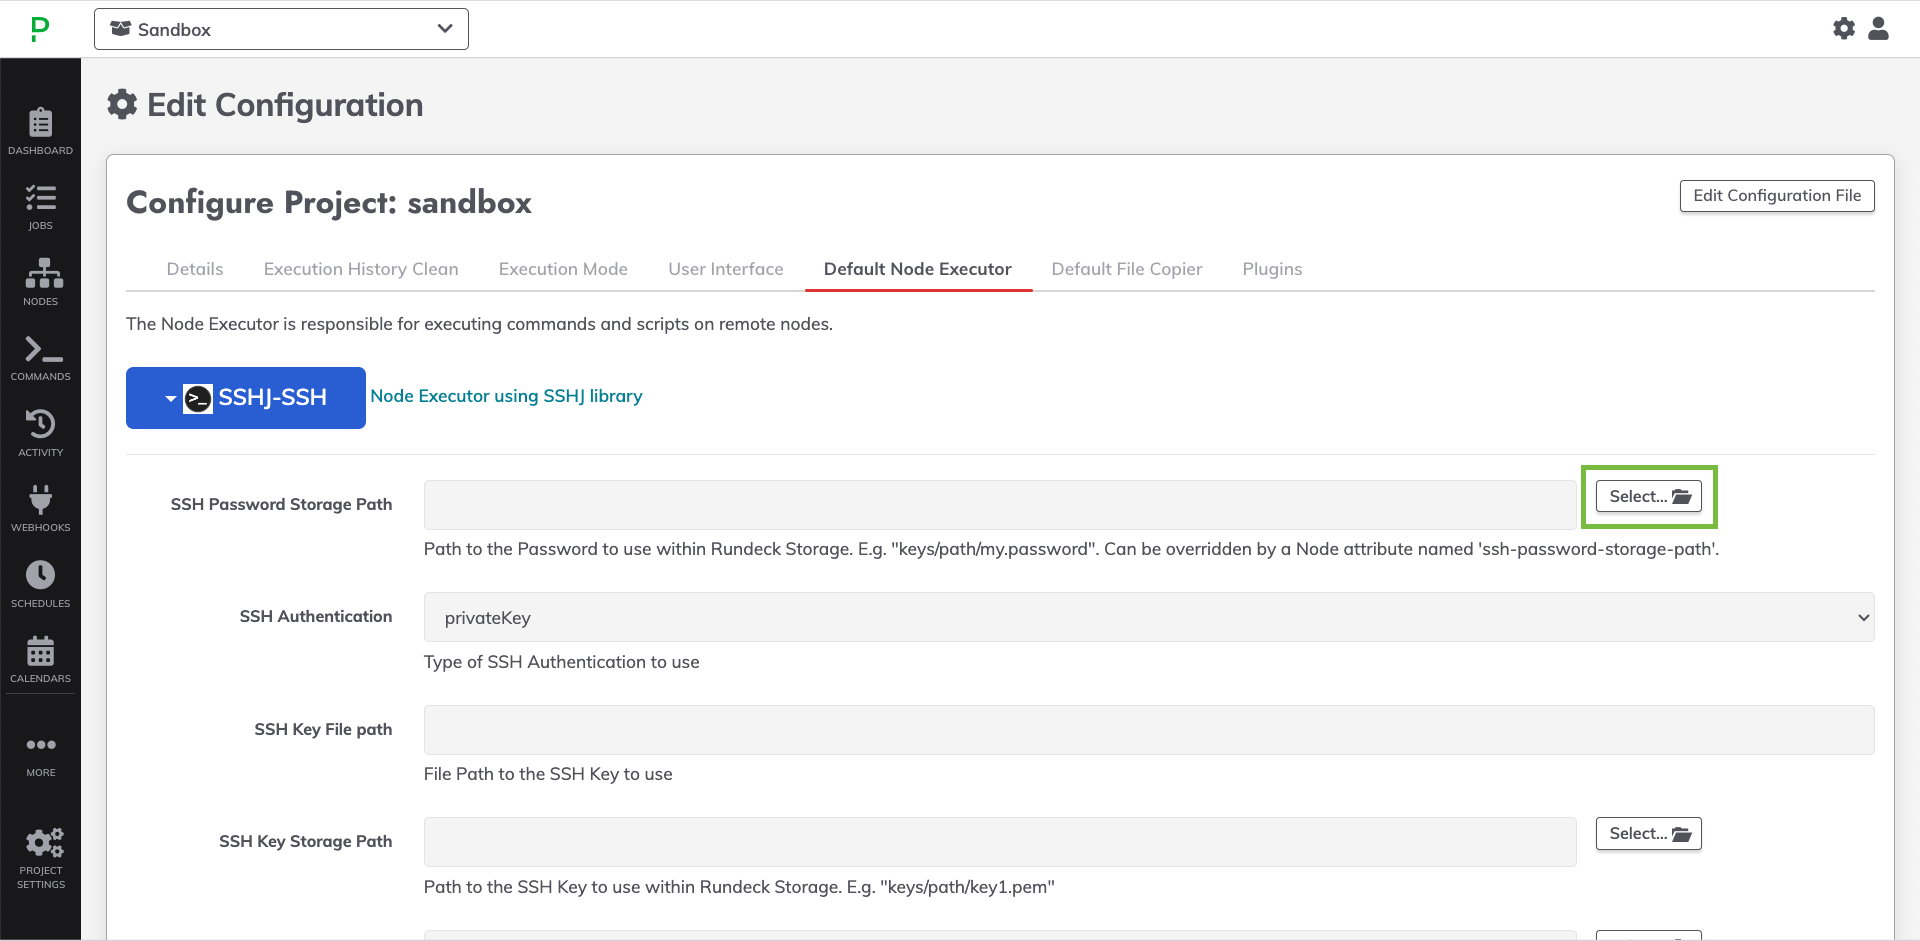 P
Sandbox
Edit Configuration
DASHBOARD
JOBS
NODES
COMMANDS
ACTIVITY
WEBHOOKS
SCHEDULES
CALENDARS
MORE
PROJECT
SETTINGS
Configure Project: sandbox
Edit Configuration File
Details Execution History Clean Execution Mode User Interface Default Node Executor Default File Copier Plugins
The Node Executor is responsible for executing commands and scripts on remote nodes.
>_ SSHJ-SSH Node Executor using SSHJ library
SSH Password Storage Path Select...
Path to the Password to use within Rundeck Storage. E.g. "keys/path/my.password". Can be overridden by a Node attribute named 'ssh-password-storage-path'.
SSH Authentication privateKey
Type of SSH Authentication to use
SSH Key File path
File Path to the SSH Key to use
SSH Key Storage Path Select...
Path to the SSH Key to use within Rundeck Storage. E.g. "keys/path/key1.pem"